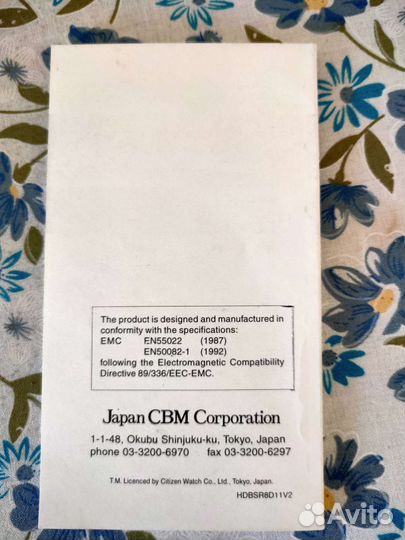 The product is designed and manufactured in
conformity with the specifications:
EMC EN55022 (1987)
EN50082-1 (1992)
following the Electromagnetic Compatibility
Directive 89/336/EEC-EMC.
Japan CBM Corporation
1-1-48, Okubu Shinjuku-ku, Tokyo, Japan
phone 03-3200-6970 fax 03-3200-6297
T.M. Licenced by Citizen Watch Co., Ltd., Tokyo, Japan.
HDBSR8D11V2
Avito